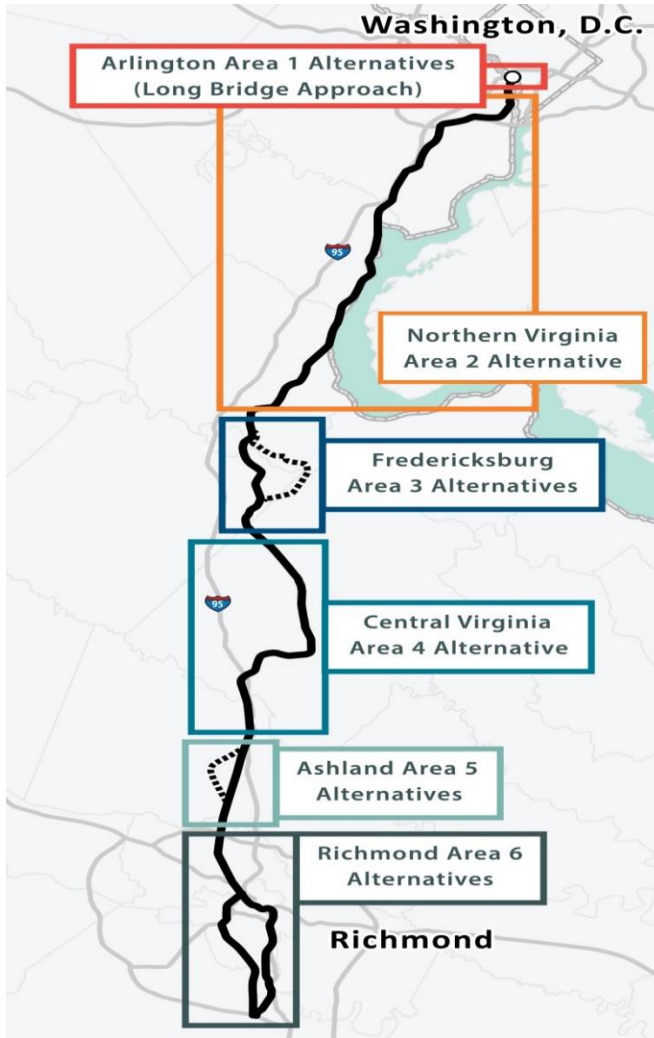 Washington, D.C.
Arlington Area 1 Alternatives
(Long Bridge Approach)
95
Northern Virginia
Area 2 Alternative
Fredericksburg
Area 3 Alternatives
95
Central Virginia
Area 4 Alternative
Ashland Area 5
Alternatives
Richmond Area 6
Alternatives
Richmond